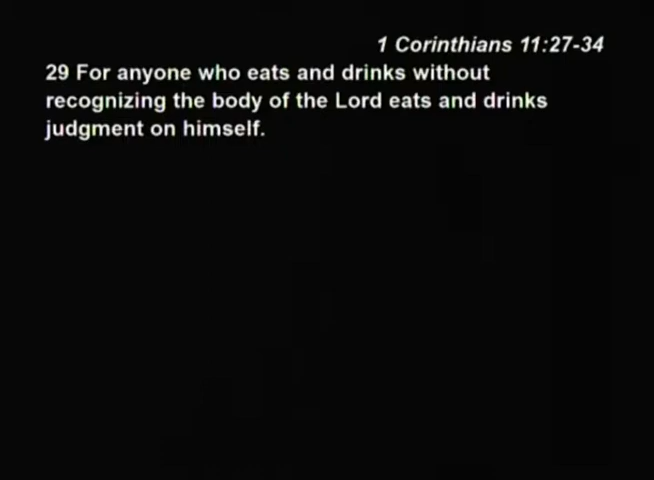 1 Corinthians 11:27-34
29 For anyone who eats and drinks without
recognizing the body of the Lord eats and drinks
judgment on himself.